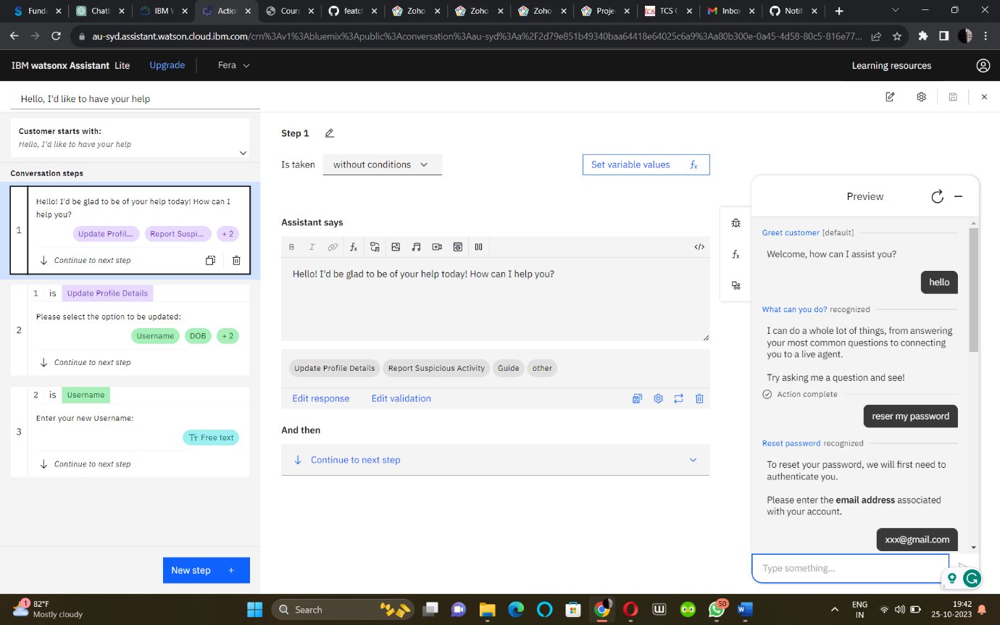 Funda
Chatb
IBM W
Actio
Cours
featch
Zoho
Zoho
Zoho
Projec
TCS C
Inbox
Notifi
au-syd.assistant.watson.cloud.ibm.com/crn%3Av1%3Abluemix%3Apublic%3Aconversation%3Aau-syd%3Aa%2F2d79e851b49340baa64418e64025c6a9%3Aa80b300e-0a45-4d58-80c5-816e77...
IBM watsonx Assistant Lite
Upgrade
Fera
Learning resources
Hello, I'd like to have your help
Customer starts with:
Hello, I'd like to have your help
Conversation steps
1
Hello! I'd be glad to be of your help today! How can I
help you?
Update Profil...
Report Suspi...
+ 2
Continue to next step
2
1 is Update Profile Details
Please select the option to be updated:
Username
DOB
+ 2
Continue to next step
3
2 is Username
Enter your new Username:
Free text
Continue to next step
New step +
Step 1
Is taken
without conditions
Set variable values fx
Assistant says
B I fx </>
Hello! I'd be glad to be of your help today! How can I help you?
Update Profile Details
Report Suspicious Activity
Guide
other
Edit response
Edit validation
And then
Continue to next step
fx
Preview
Greet customer [default]
Welcome, how can I assist you?
hello
What can you do? recognized
I can do a whole lot of things, from answering
your most common questions to connecting
you to a live agent.
Try asking me a question and see!
Action complete
reser my password
Reset password recognized
To reset your password, we will first need to
authenticate you.
Please enter the email address associated
with your account.
xxx@gmail.com
Type something...
1
82°F
Mostly cloudy
Search
50
ENG
IN
19:42
25-10-2023